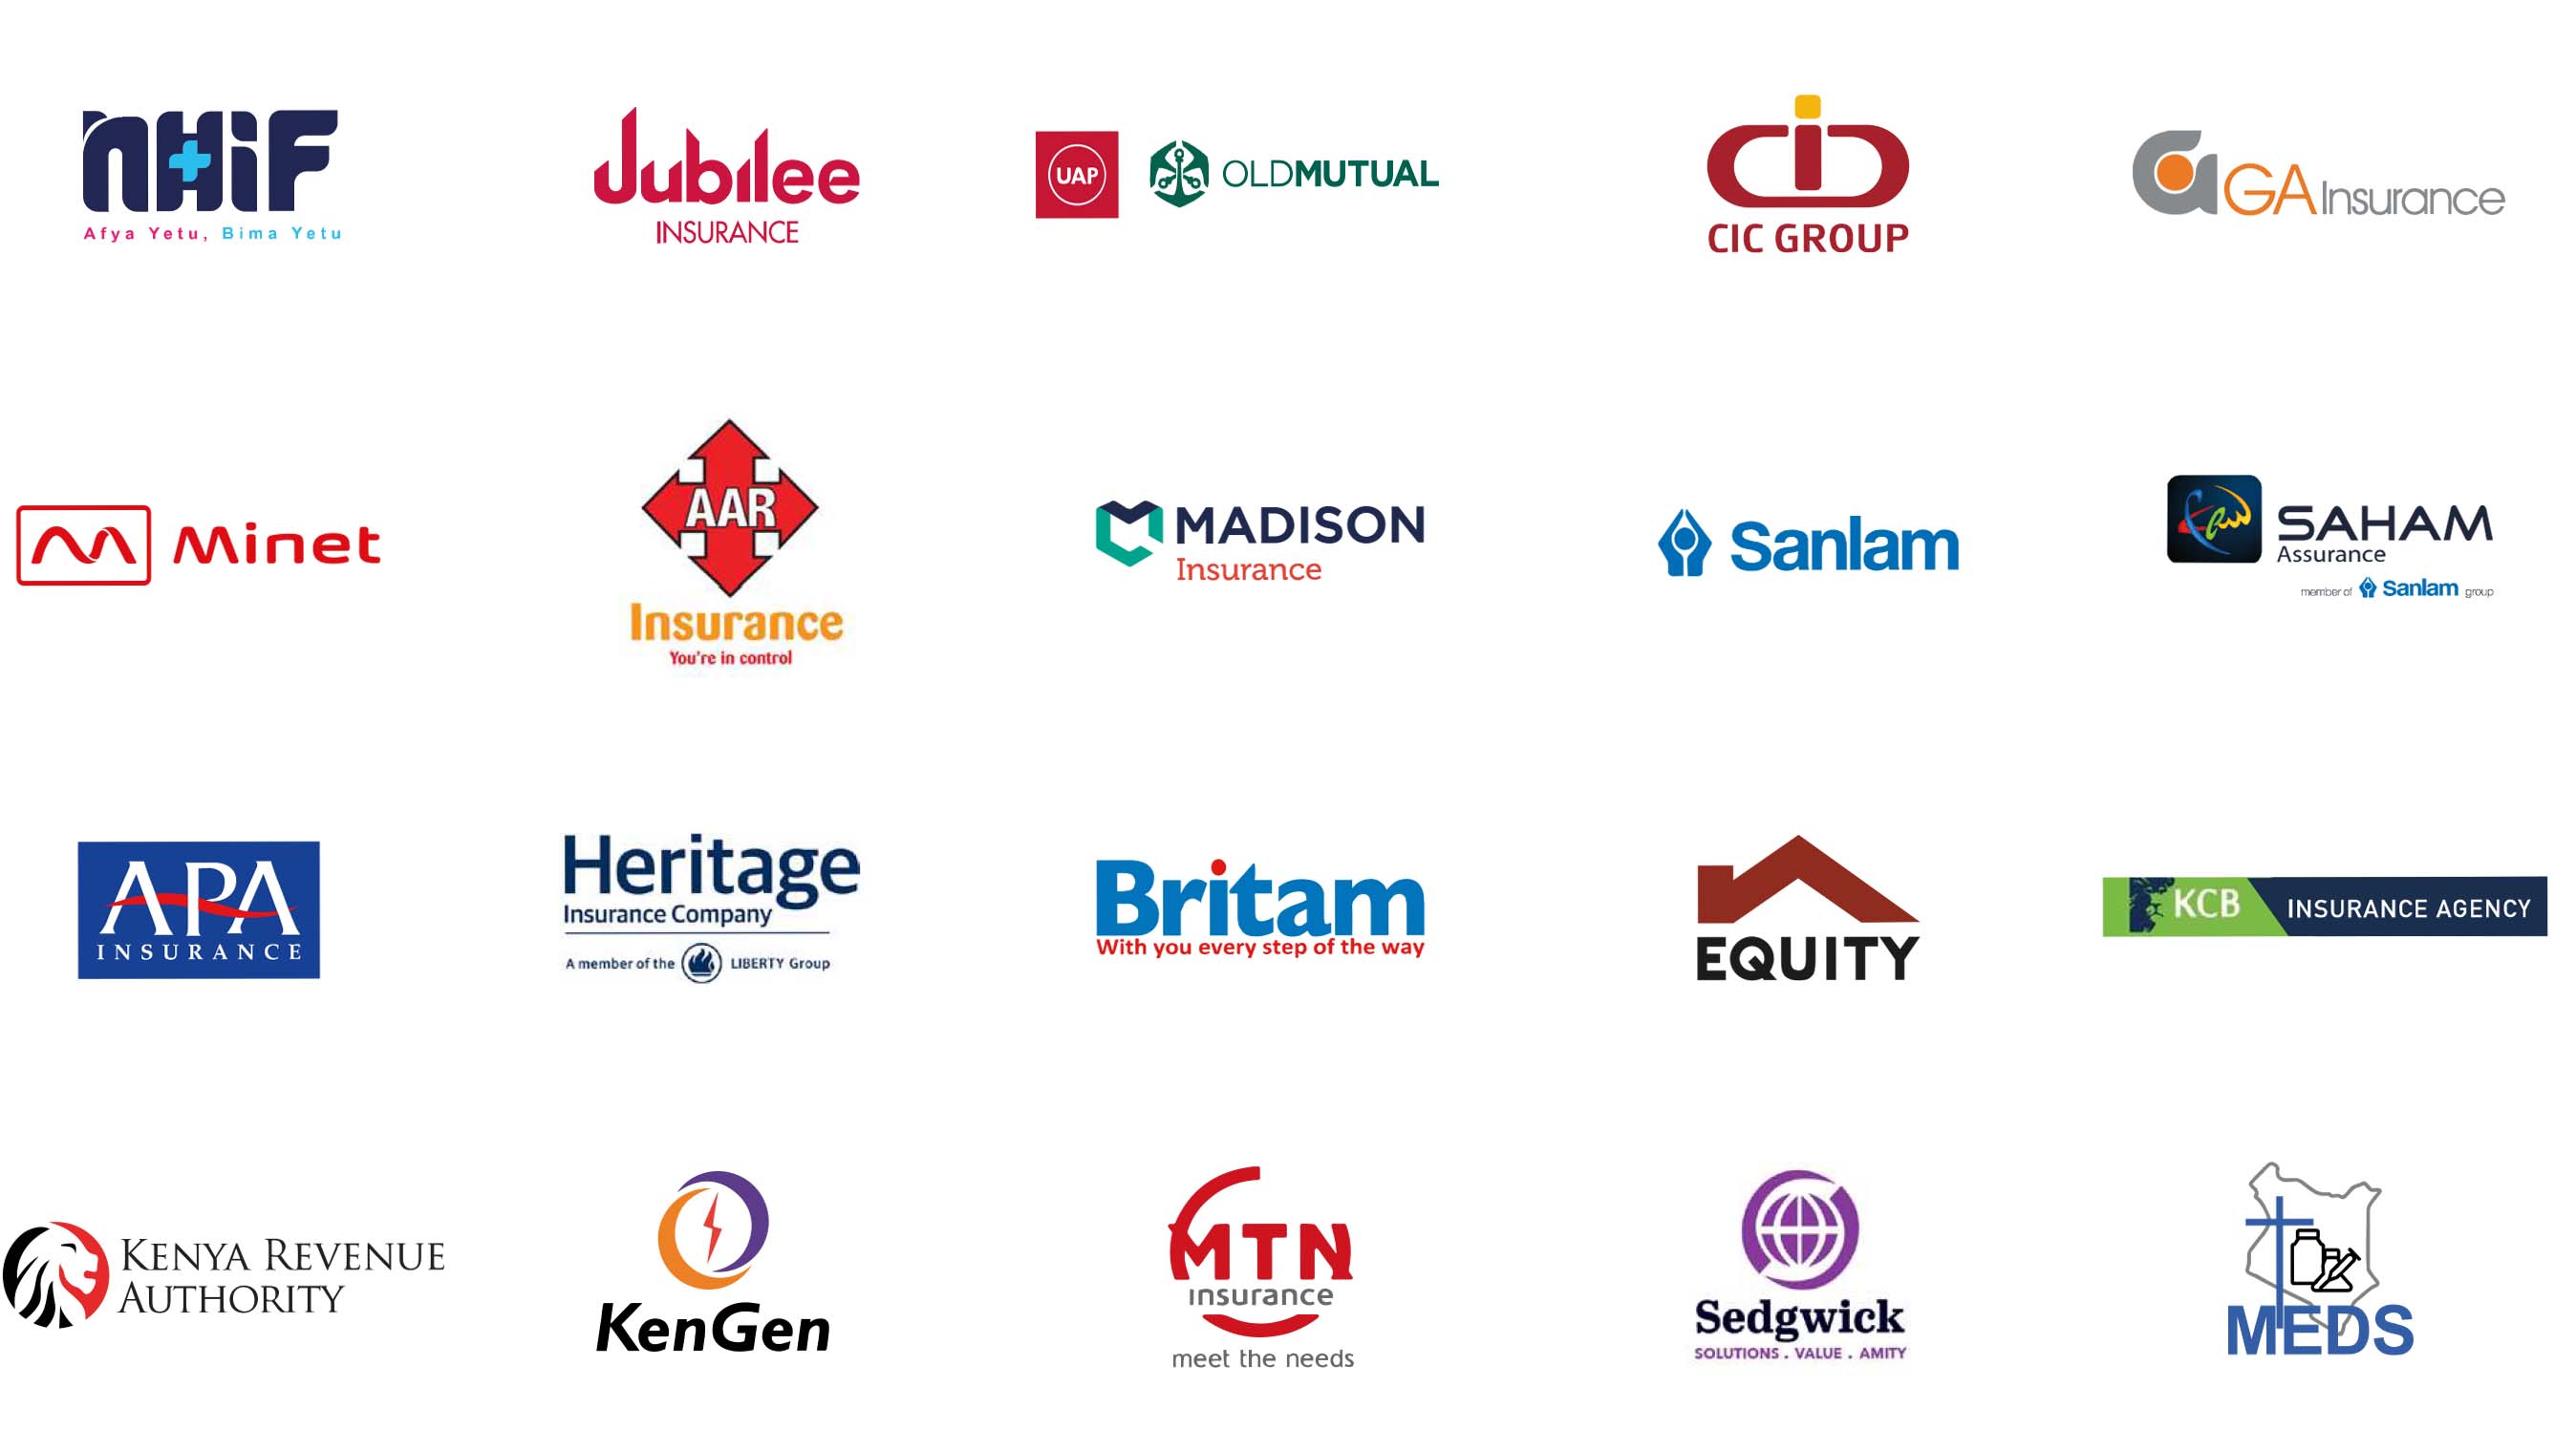 NHiF
Afya Yetu, Bima Yetu
Jubilee
INSURANCE
UAP
OLDMUTUAL
CiC
CIC GROUP
GA Insurance
Minet
AAR
Insurance
You're in control
MADISON
Insurance
Sanlam
SAHAM
Assurance
member of Sanlam group
APA
INSURANCE
Heritage
Insurance Company
A member of the LIBERTY Group
Britam
With you every step of the way
EQUITY
KCB INSURANCE AGENCY
KENYA REVENUE
AUTHORITY
KenGen
MTN
insurance
meet the needs
Sedgwick
SOLUTIONS . VALUE . AMITY
MEDS